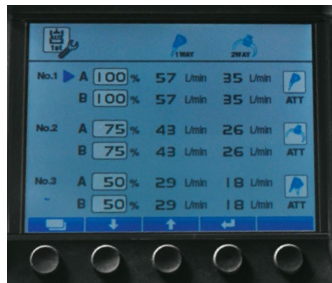 1st
1WAY 2WAY
No.1 A 100 % 57 L/min 35 L/min
B 100 % 57 L/min 35 L/min ATT
No.2 A 75 % 43 L/min 26 L/min
B 75 % 43 L/min 26 L/min ATT
No.3 A 50 % 29 L/min 18 L/min
B 50 % 29 L/min 18 L/min ATT